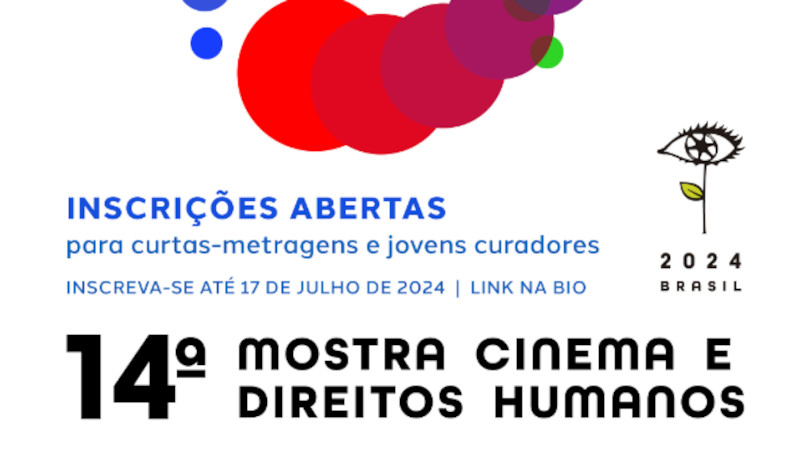 INSCRIÇÕES ABERTAS
para curtas-metragens e jovens curadores
INSCREVA-SE ATÉ 17 DE JULHO DE 2024 | LINK NA BIO
2024
BRASIL
14ª MOSTRA CINEMA E
DIREITOS HUMANOS